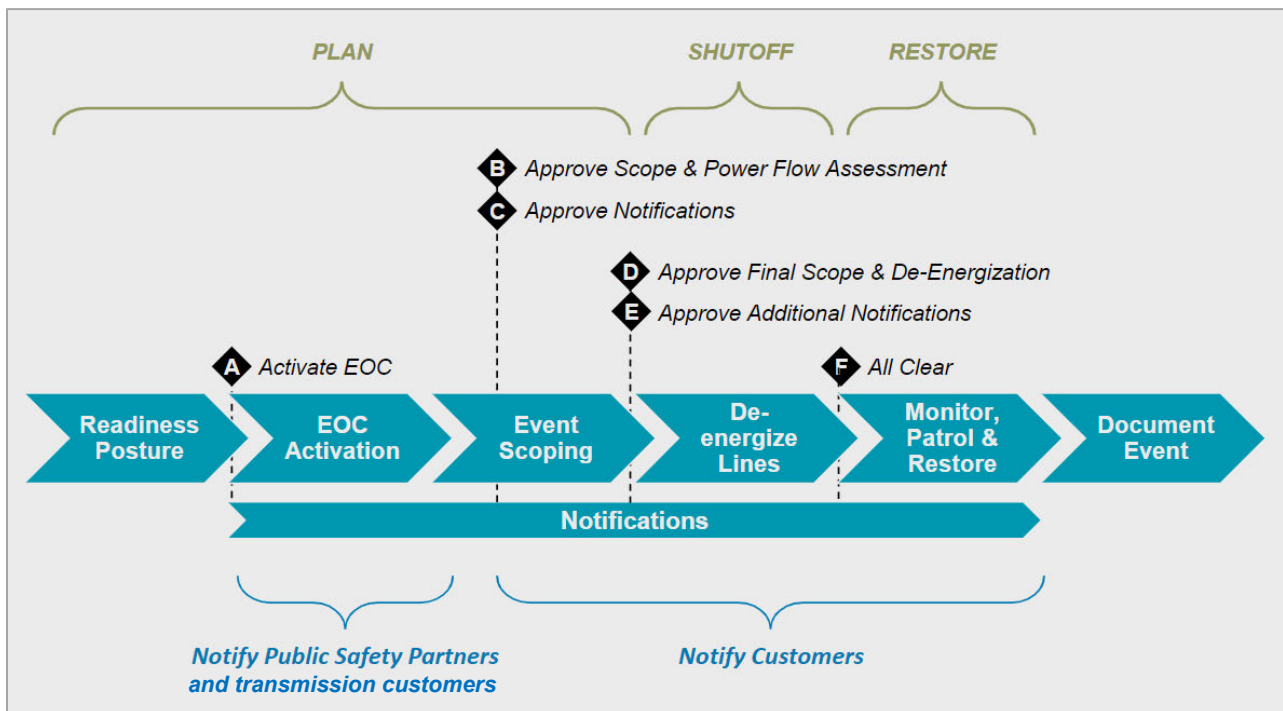 PLAN
SHUTOFF
RESTORE
B Approve Scope & Power Flow Assessment
C Approve Notifications
D Approve Final Scope & De-Energization
E Approve Additional Notifications
A Activate EOC
F All Clear
Readiness
Posture
EOC
Activation
Event
Scoping
De-
energize
Lines
Monitor,
Patrol &
Restore
Document
Event
Notifications
Notify Public Safety Partners
and transmission customers
Notify Customers